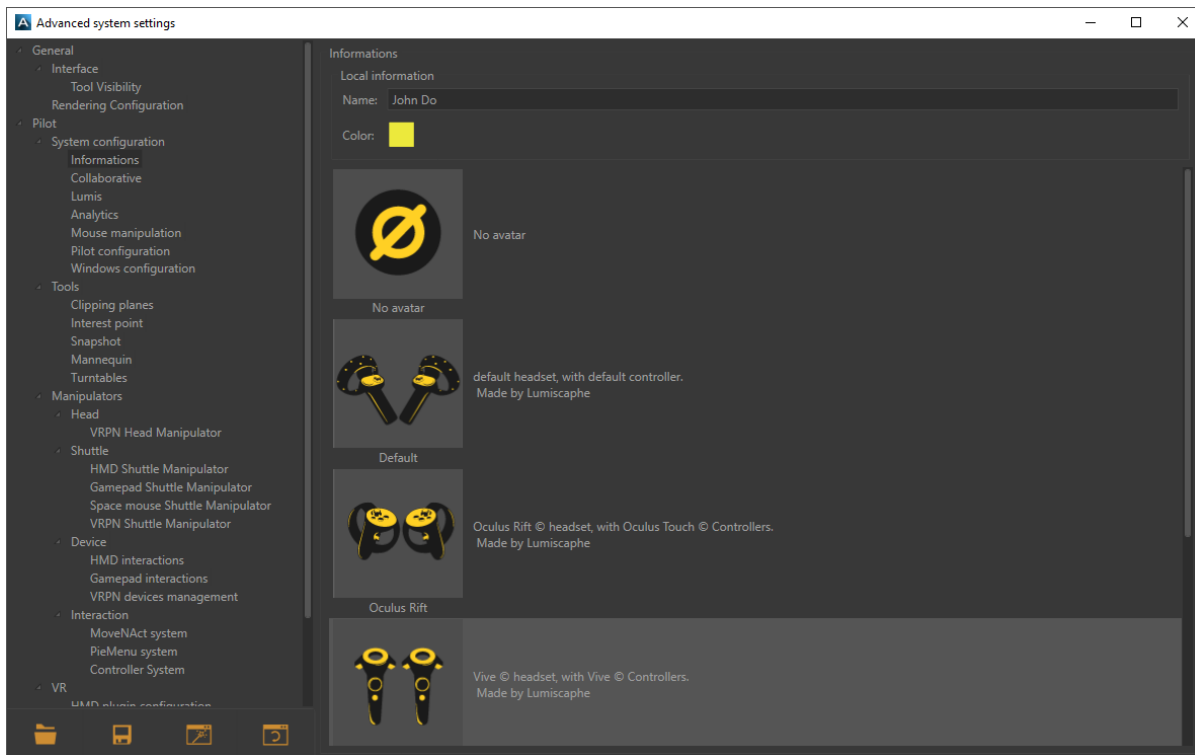 Advanced system settings
General
Interface
Tool Visibility
Rendering Configuration
Pilot
System configuration
Informations
Collaborative
Lumis
Analytics
Mouse manipulation
Pilot configuration
Windows configuration
Tools
Clipping planes
Interest point
Snapshot
Mannequin
Turntables
Manipulators
Head
VRPN Head Manipulator
Shuttle
HMD Shuttle Manipulator
Gamepad Shuttle Manipulator
Space mouse Shuttle Manipulator
VRPN Shuttle Manipulator
Device
HMD interactions
Gamepad interactions
VRPN devices management
Interaction
MoveNAct system
PieMenu system
Controller System
VR
HMD plugin configuration
Informations
Local information
Name: John Do
Color:
No avatar
No avatar
default headset, with default controller.
Made by Lumiscaphe
Default
Oculus Rift © headset, with Oculus Touch © Controllers.
Made by Lumiscaphe
Oculus Rift
Vive © headset, with Vive © Controllers.
Made by Lumiscaphe